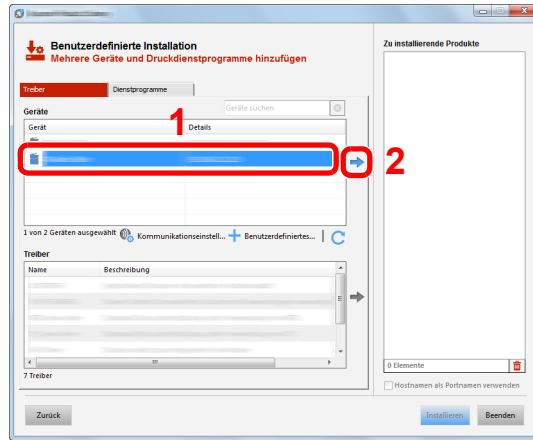 Benutzerdefinierte Installation
Mehrere Geräte und Druckdienstprogramme hinzufügen
Zu installierende Produkte
Treiber
Dienstprogramme
Geräte
Geräte suchen
Gerät
Details
1
2
1 von 2 Geräten ausgewählt
Kommunikationseinstell...
Benutzerdefiniertes...
Treiber
Name
Beschreibung
7 Treiber
0 Elemente
Hostnamen als Portnamen verwenden
Zurück
Installieren
Beenden